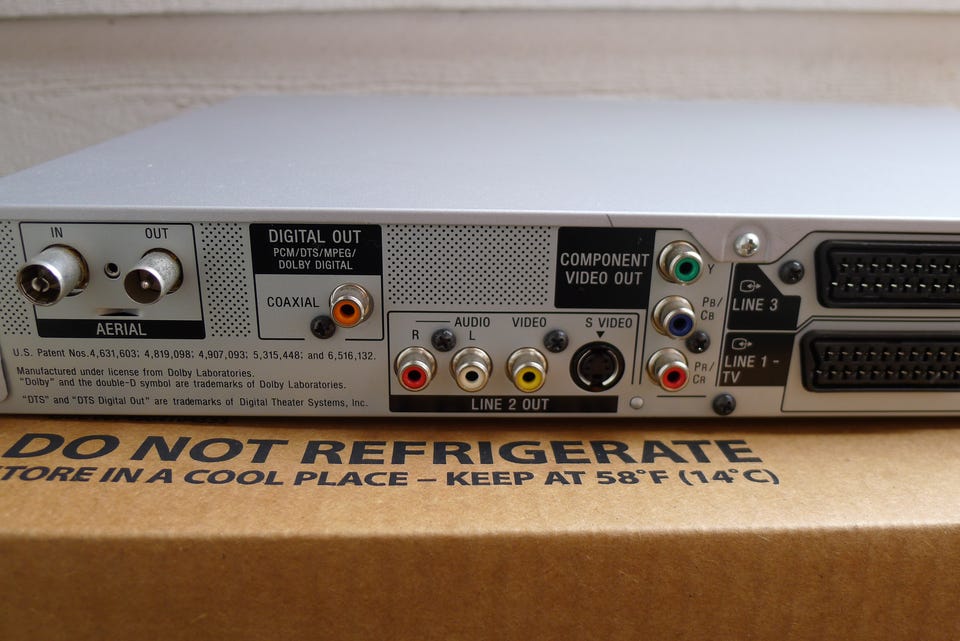 IN
OUT
AERIAL
DIGITAL OUT
PCM/DTS/MPEG/
DOLBY DIGITAL
COAXIAL
COMPONENT
VIDEO OUT
Y
PB/
CB
PR/
CR
AUDIO
R
L
VIDEO
S VIDEO
LINE 2 OUT
LINE 3
LINE 1 -
TV
U.S. Patent Nos.4,631,603; 4,819,098; 4,907,093; 5,315,448; and 6,516,132.
Manufactured under license from Dolby Laboratories.
“Dolby” and the double-D symbol are trademarks of Dolby Laboratories.
“DTS” and “DTS Digital Out” are trademarks of Digital Theater Systems, Inc.
DO NOT REFRIGERATE
TORE IN A COOL PLACE – KEEP AT 58°F (14°C)